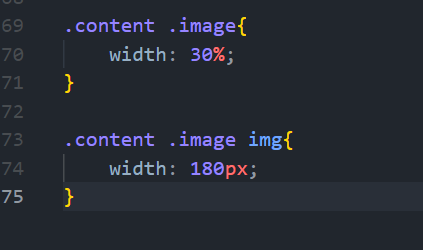 69 .content .image{
70     width: 30%;
71 }
72
73 .content .image img{
74     width: 180px;
75 }